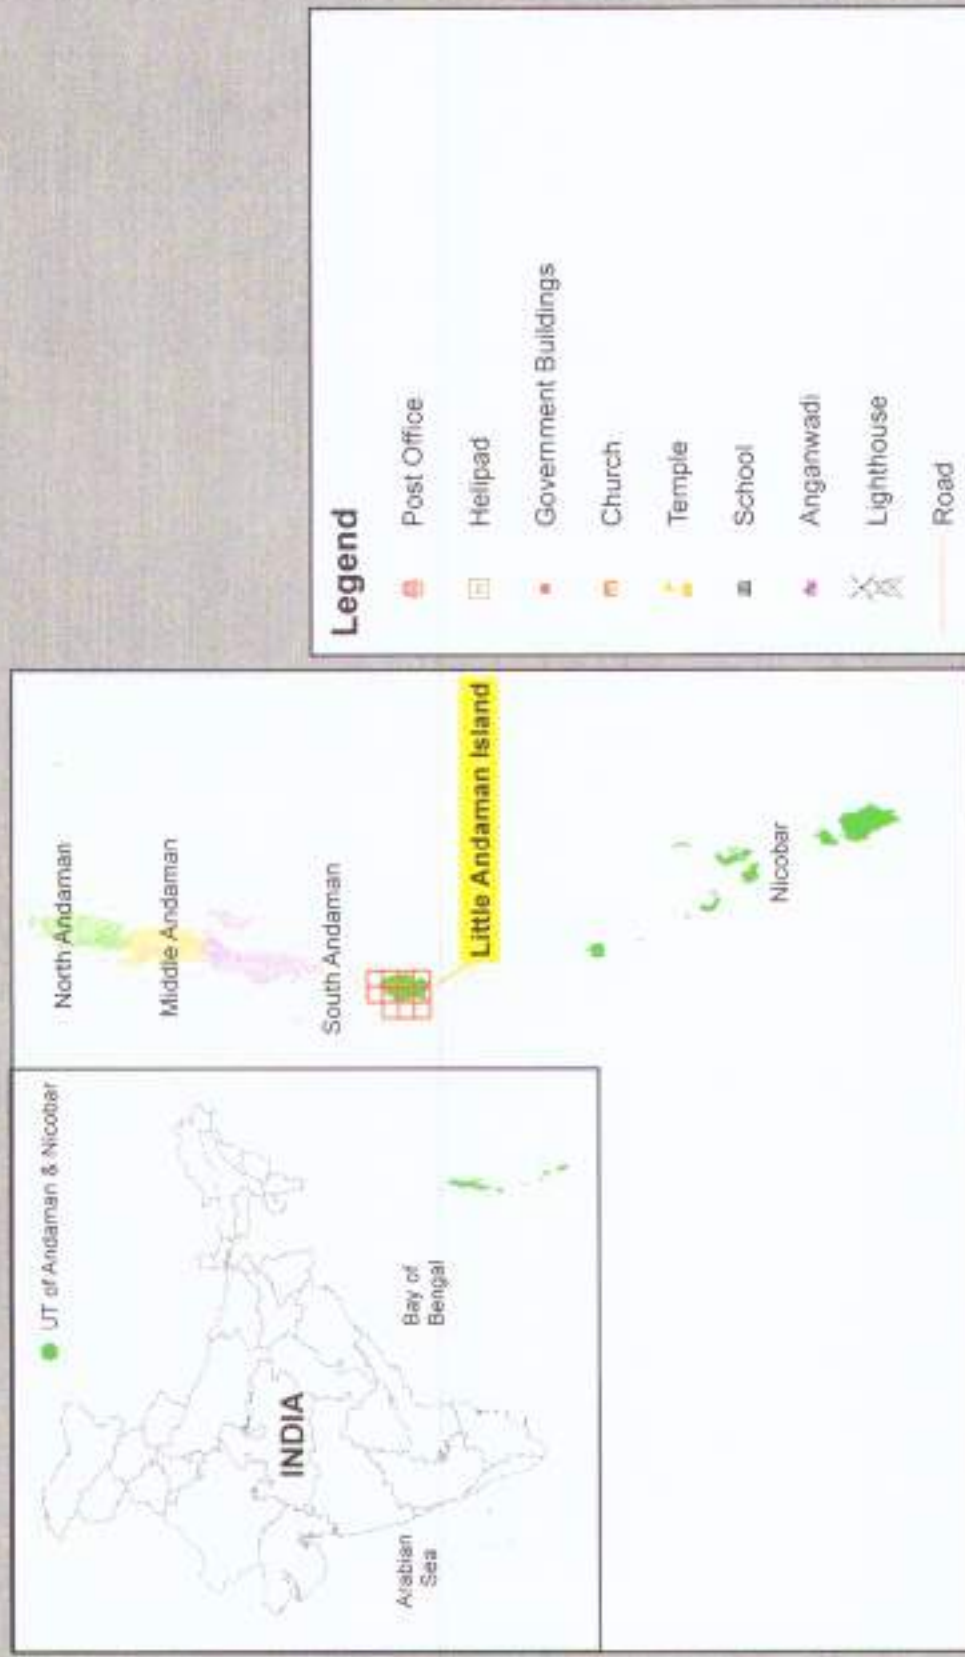 UT of Andaman & Nicobar
INDIA
Arabian
Sea
Bay of
Bengal
North Andaman
Middle Andaman
South Andaman
Little Andaman Island
Nicobar
Legend
Post Office
Helipad
Government Buildings
Church
Temple
School
Anganwadi
Lighthouse
Road